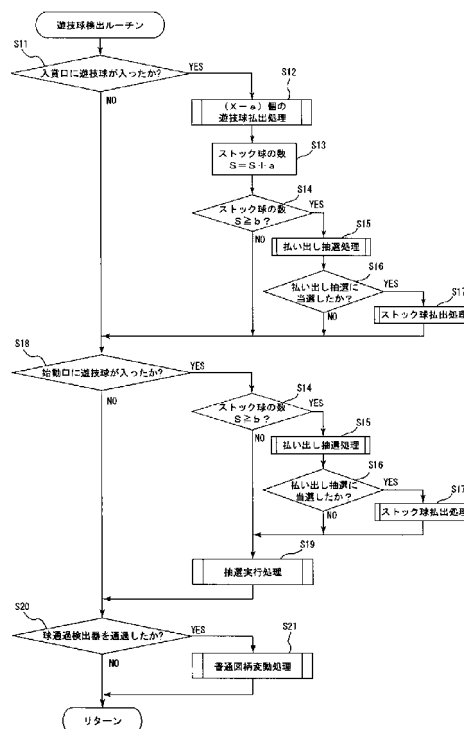 遊技球検出ルーチン
S11
入賞口に遊技球が入ったか?
YES
NO
S12
(X－a)個の
遊技球払出処理
S13
ストック球の数
S＝S＋a
S14
ストック球の数
S≧b?
YES
NO
S15
払い出し抽選処理
S16
払い出し抽選に
当選したか?
YES
NO
S17
ストック球払出処理
S18
始動口に遊技球が入ったか?
YES
NO
S14
ストック球の数
S≧b?
YES
NO
S15
払い出し抽選処理
S16
払い出し抽選に
当選したか?
YES
NO
S17
ストック球払出処理
S19
抽選実行処理
S20
球通過検出器を通過したか?
YES
NO
S21
普通図柄変動処理
リターン